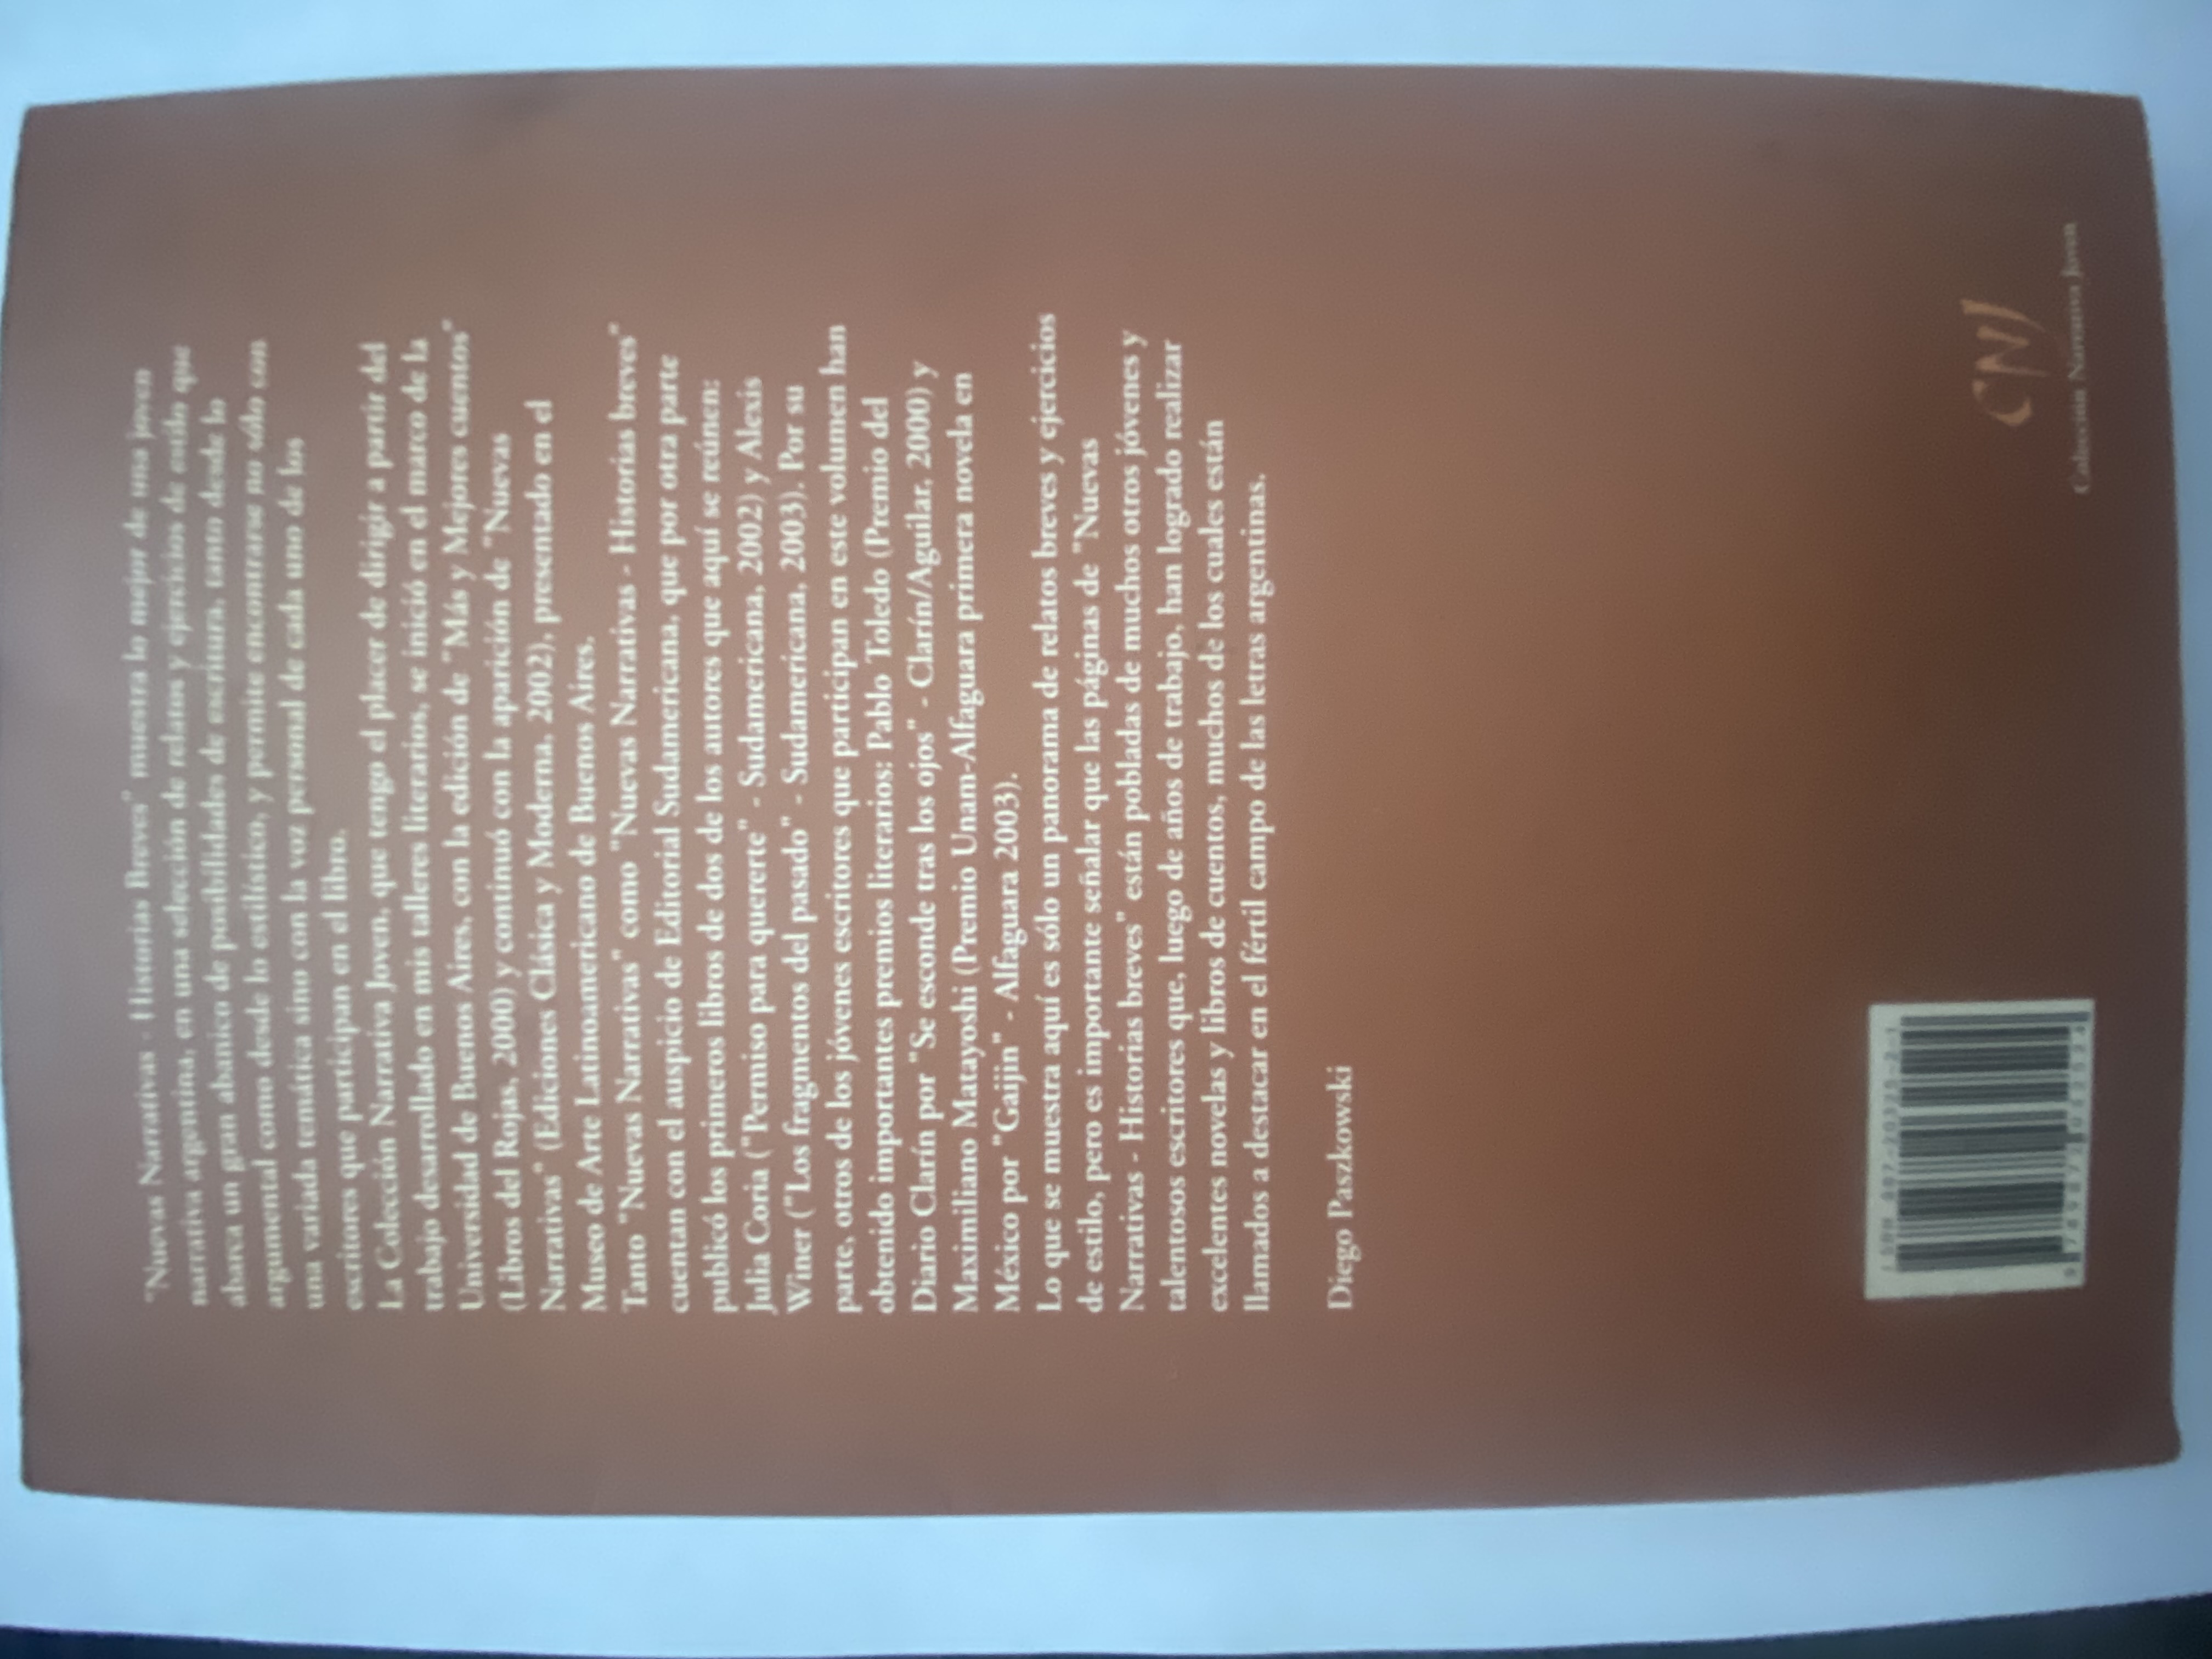 "Nuevas Narrativas - Historias Breves" muestra lo mejor de una joven
narrativa argentina, en una selección de relatos y ejercicios de estilo que
abarca un gran abanico de posibilidades de escritura, tanto desde lo
argumental como desde lo estilístico, y permite encontrarse no sólo con
una variada temática sino con la voz personal de cada uno de los
escritores que participan en el libro.
La Colección Narrativa Joven, que tengo el placer de dirigir a partir del
trabajo desarrollado en mis talleres literarios, se inició en el marco de la
Universidad de Buenos Aires, con la edición de "Más y Mejores cuentos"
(Libros del Rojas, 2000) y continuó con la aparición de "Nuevas
Narrativas" (Ediciones Clásica y Moderna, 2002), presentado en el
Museo de Arte Latinoamericano de Buenos Aires.
Tanto "Nuevas Narrativas" como "Nuevas Narrativas - Historias breves"
cuentan con el auspicio de Editorial Sudamericana, que por otra parte
publicó los primeros libros de dos de los autores que aquí se reúnen:
Julia Coria ("Permiso para quererte" - Sudamericana, 2002) y Alexis
Winer ("Los fragmentos del pasado" - Sudamericana, 2003). Por su
parte, otros de los jóvenes escritores que participan en este volumen han
obtenido importantes premios literarios: Pablo Toledo (Premio del
Diario Clarín por "Se esconde tras los ojos" - Clarín/Aguilar, 2000) y
Maximiliano Matayoshi (Premio Unam-Alfaguara primera novela en
México por "Gaijin" - Alfaguara 2003).
Lo que se muestra aquí es sólo un panorama de relatos breves y ejercicios
de estilo, pero es importante señalar que las páginas de "Nuevas
Narrativas - Historias breves" están pobladas de muchos otros jóvenes y
talentosos escritores que, luego de años de trabajo, han logrado realizar
excelentes novelas y libros de cuentos, muchos de los cuales están
llamados a destacar en el fértil campo de las letras argentinas.
Diego Paszkowski
ISBN
CNJ
Colección Narrativa Joven